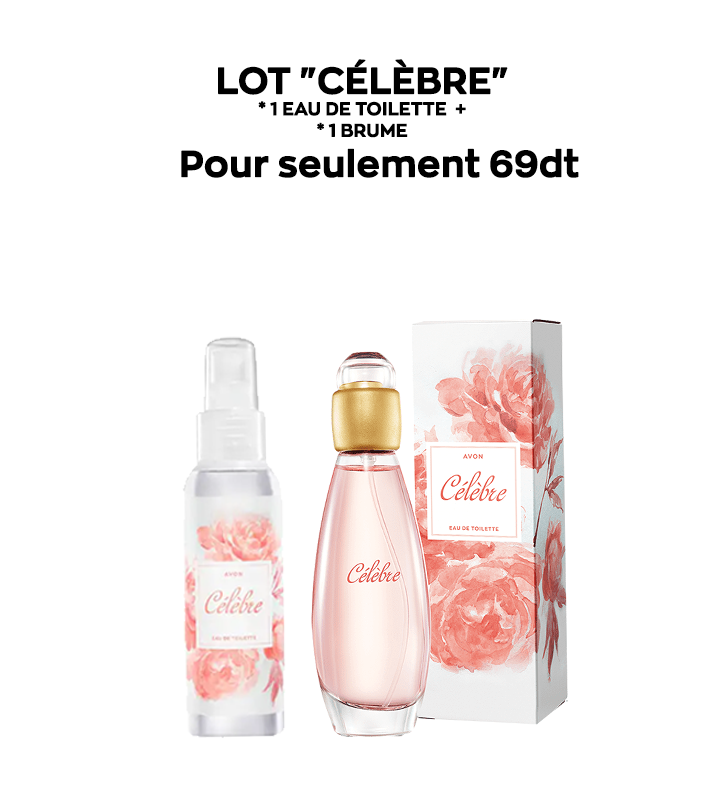 LOT "CÉLÈBRE"
* 1 EAU DE TOILETTE +
* 1 BRUME
Pour seulement 69dt
AVON
Célèbre
EAU DE TOILETTE
Célèbre
AVON
Célèbre
EAU DE TOILETTE